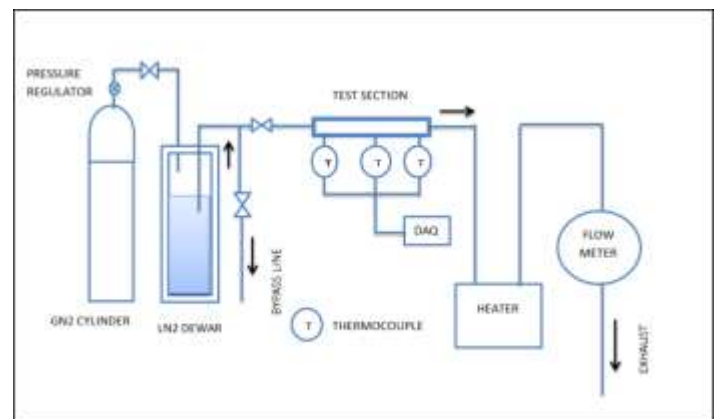 PRESSURE
REGULATOR
TEST SECTION
T
T
T
DAQ
FLOW
METER
BYPASS LINE
HEATER
GN2 CYLINDER
LN2 DEWAR
T
THERMOCOUPLE
EXHAUST